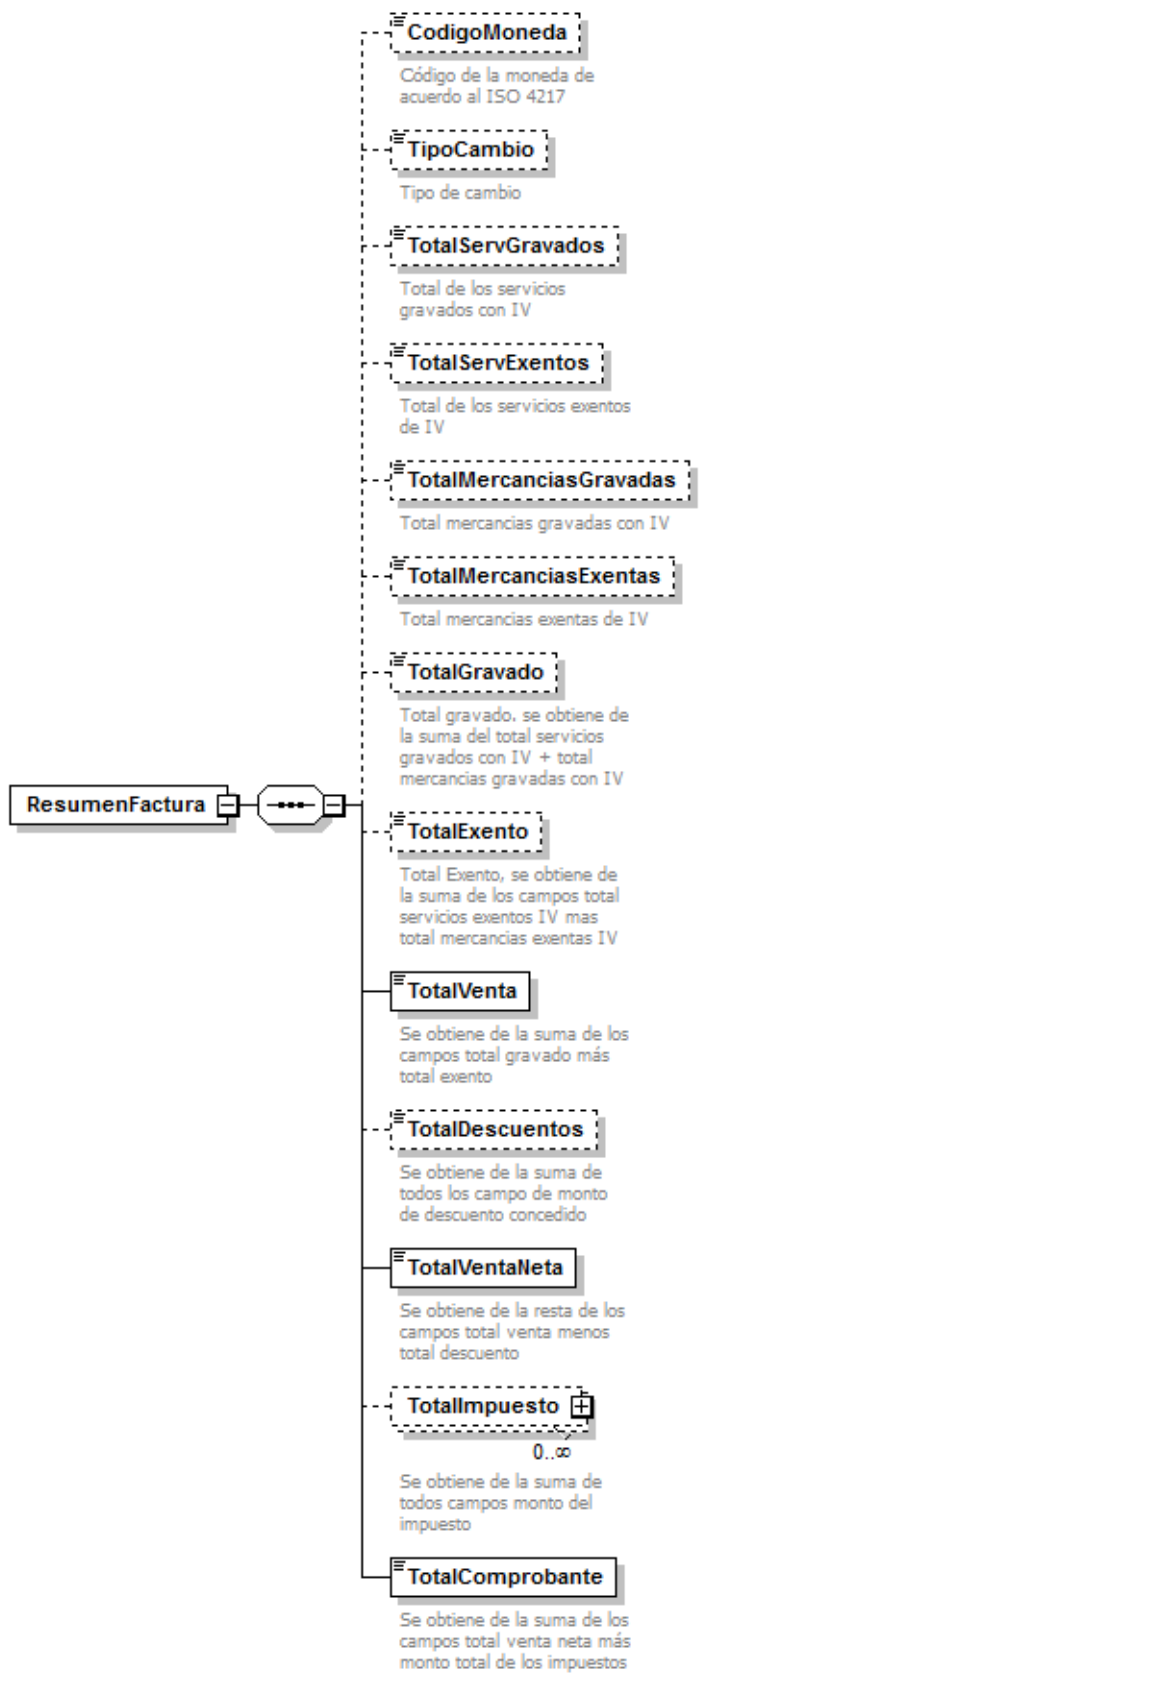 CodigoMoneda
Código de la moneda de
acuerdo al ISO 4217
TipoCambio
Tipo de cambio
TotalServGravados
Total de los servicios
gravados con IV
TotalServExentos
Total de los servicios exentos
de IV
TotalMercanciasGravadas
Total mercancias gravadas con IV
TotalMercanciasExentas
Total mercancias exentas de IV
TotalGravado
Total gravado, se obtiene de
la suma del total servicios
gravados con IV + total
mercancias gravadas con IV
ResumenFactura
TotalExento
Total Exento, se obtiene de
la suma de los campos total
servicios exentos IV mas
total mercancias exentas IV
TotalVenta
Se obtiene de la suma de los
campos total gravado más
total exento
TotalDescuentos
Se obtiene de la suma de
todos los campo de monto
de descuento concedido
TotalVentaNeta
Se obtiene de la resta de los
campos total venta menos
total descuento
TotalImpuesto
0..∞
Se obtiene de la suma de
todos campos monto del
impuesto
TotalComprobante
Se obtiene de la suma de los
campos total venta neta más
monto total de los impuestos